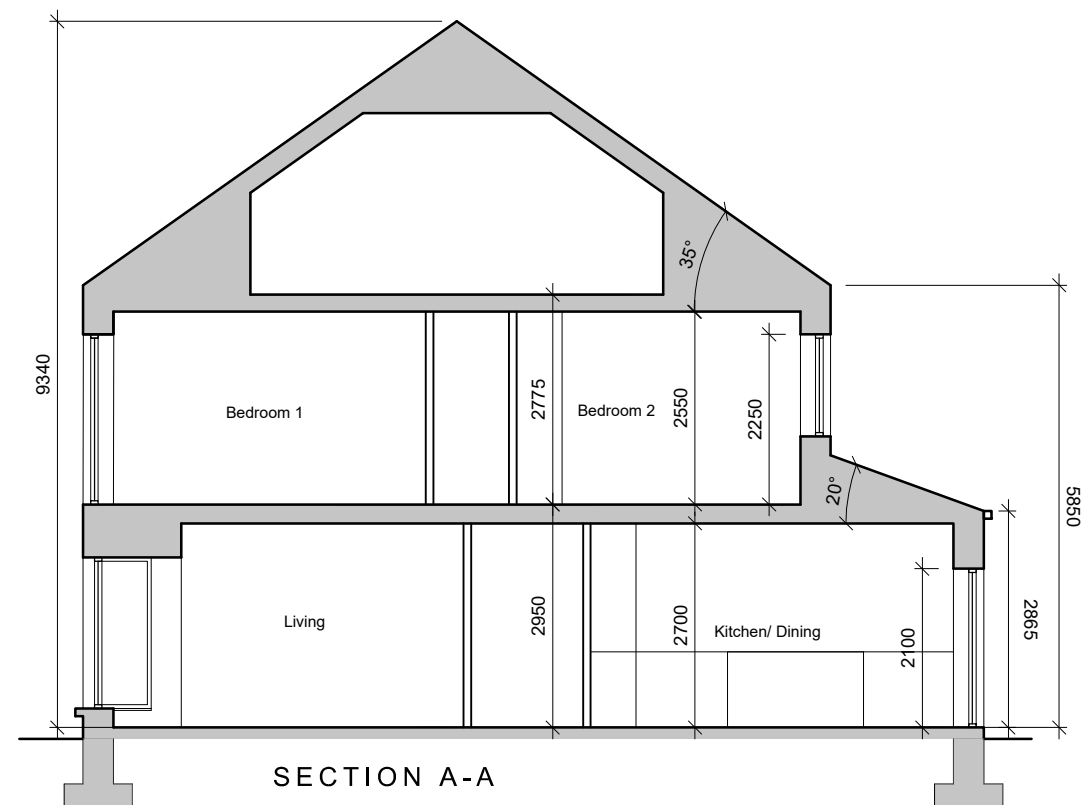 35°
9340
2775
2550
2250
Bedroom 1
Bedroom 2
20°
5850
2950
2700
2100
2865
Living
Kitchen/ Dining
SECTION A-A